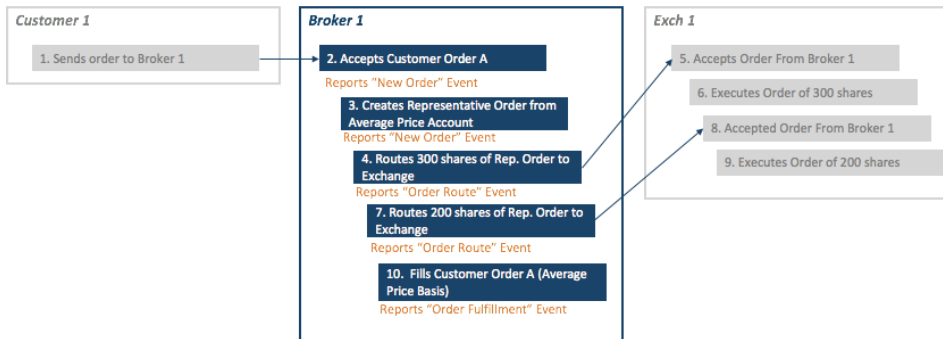 Customer 1
1. Sends order to Broker 1
Broker 1
2. Accepts Customer Order A
Reports "New Order" Event
3. Creates Representative Order from
Average Price Account
Reports "New Order" Event
4. Routes 300 shares of Rep. Order to
Exchange
Reports "Order Route" Event
7. Routes 200 shares of Rep. Order to
Exchange
Reports "Order Route" Event
10. Fills Customer Order A (Average
Price Basis)
Reports "Order Fulfillment" Event
Exch 1
5. Accepts Order From Broker 1
6. Executes Order of 300 shares
8. Accepted Order From Broker 1
9. Executes Order of 200 shares